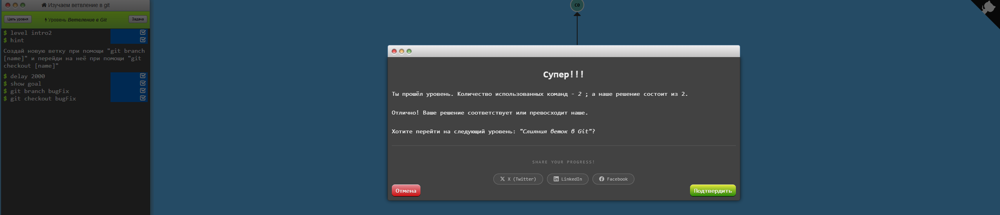 Изучаем ветвление в git
Цель уровня
Уровень Ветвление в Git
Задача
$ level intro2
$ hint
Создай новую ветку при помощи "git branch
[name]" и перейди на неё при помощи "git
checkout [name]"
$ delay 2000
$ show goal
$ git branch bugFix
$ git checkout bugFix
C0
Супер!!!
Ты прошёл уровень. Количество использованных команд - 2 ; а наше решение состоит из 2.
Отлично! Ваше решение соответствует или превосходит наше.
Хотите перейти на следующий уровень: "Слияния веток в Git"?
SHARE YOUR PROGRESS!
X (Twitter)
LinkedIn
Facebook
Отмена
Подтвердить